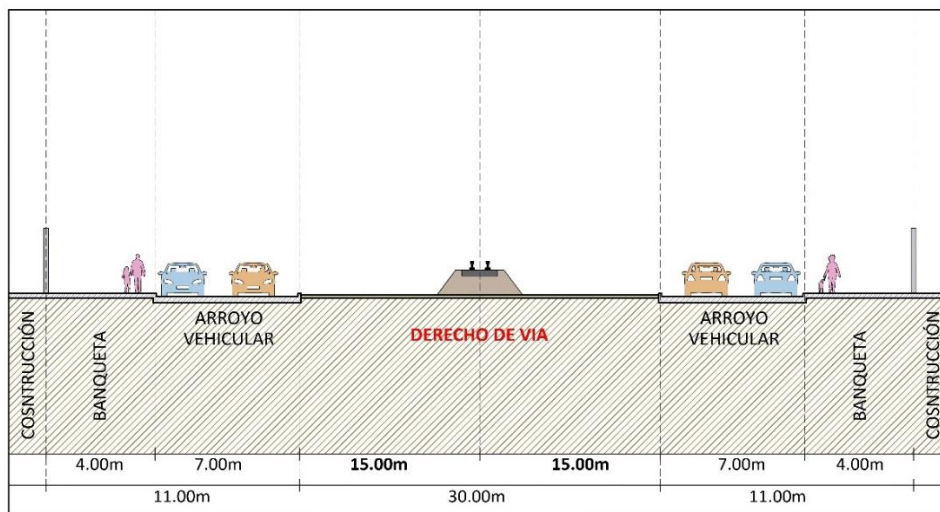 COSNTRUCCIÓN
BANQUETA
ARROYO
VEHICULAR
DERECHO DE VIA
ARROYO
VEHICULAR
BANQUETA
COSNTRUCCIÓN
4.00m 7.00m 15.00m 15.00m 7.00m 4.00m
11.00m 30.00m 11.00m